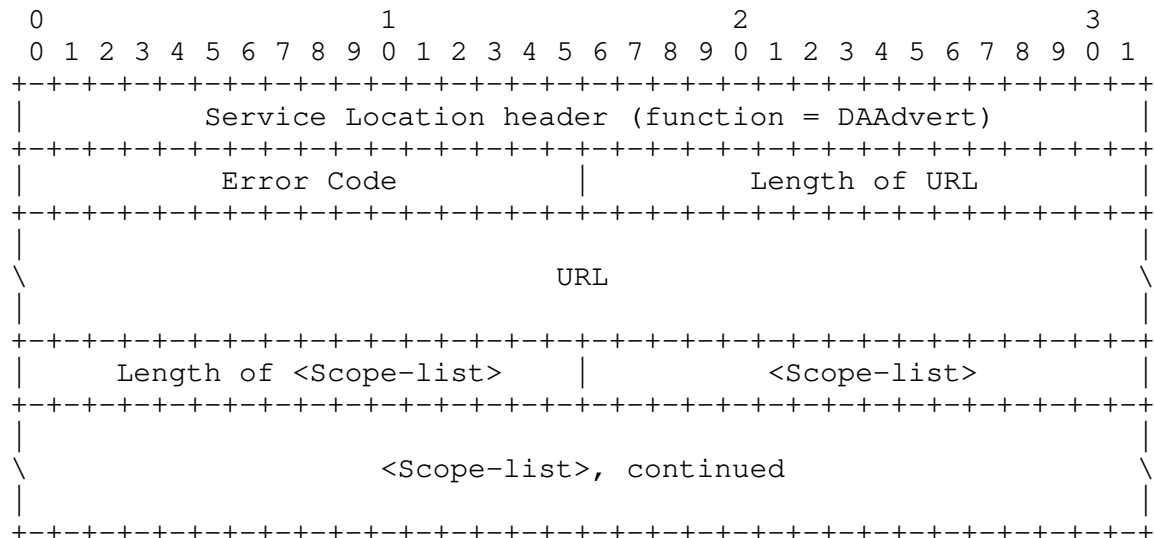 0                   1                   2                   3
 0 1 2 3 4 5 6 7 8 9 0 1 2 3 4 5 6 7 8 9 0 1 2 3 4 5 6 7 8 9 0 1
+-+-+-+-+-+-+-+-+-+-+-+-+-+-+-+-+-+-+-+-+-+-+-+-+-+-+-+-+-+-+-+-+
|          Service Location header (function = DAAdvert)        |
+-+-+-+-+-+-+-+-+-+-+-+-+-+-+-+-+-+-+-+-+-+-+-+-+-+-+-+-+-+-+-+-+
|           Error Code          |         Length of URL         |
+-+-+-+-+-+-+-+-+-+-+-+-+-+-+-+-+-+-+-+-+-+-+-+-+-+-+-+-+-+-+-+-+
|                                                               |
\                              URL                              \
|                                                               |
+-+-+-+-+-+-+-+-+-+-+-+-+-+-+-+-+-+-+-+-+-+-+-+-+-+-+-+-+-+-+-+-+
|     Length of <Scope-list>    |          <Scope-list>         |
+-+-+-+-+-+-+-+-+-+-+-+-+-+-+-+-+-+-+-+-+-+-+-+-+-+-+-+-+-+-+-+-+
|                                                               |
\                    <Scope-list>, continued                    \
|                                                               |
+-+-+-+-+-+-+-+-+-+-+-+-+-+-+-+-+-+-+-+-+-+-+-+-+-+-+-+-+-+-+-+-+